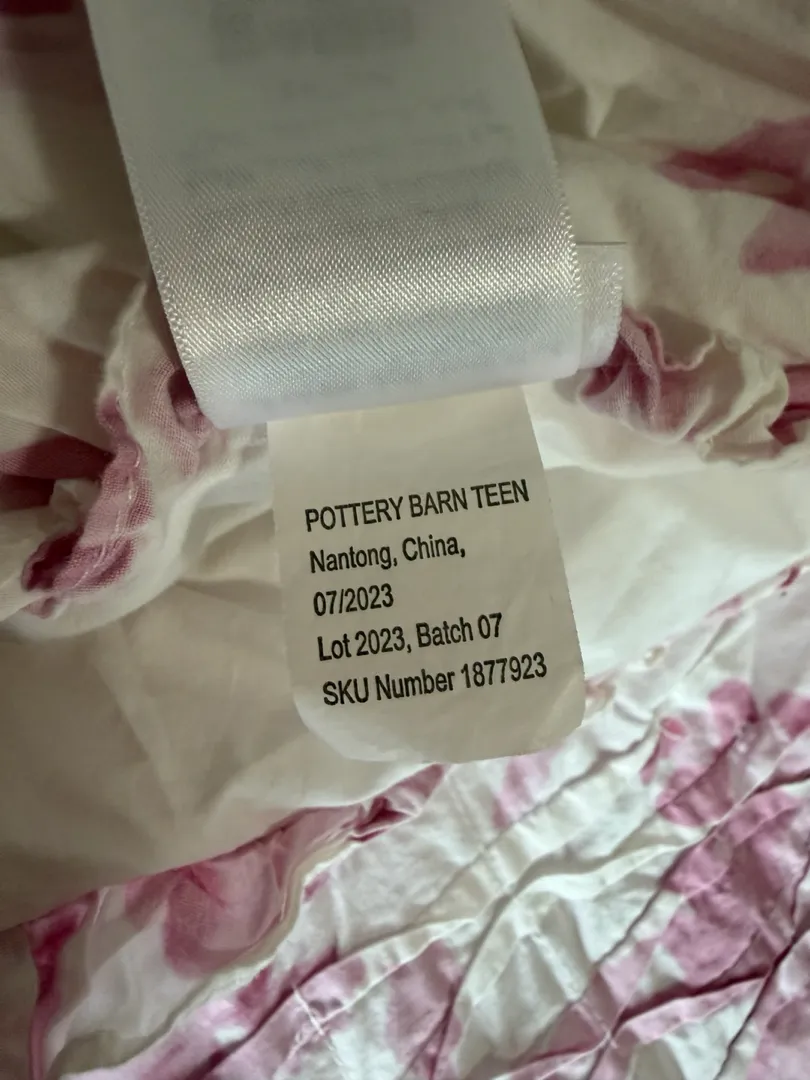 POTTERY BARN TEEN
Nantong, China,
07/2023
Lot 2023, Batch 07
SKU Number 1877923